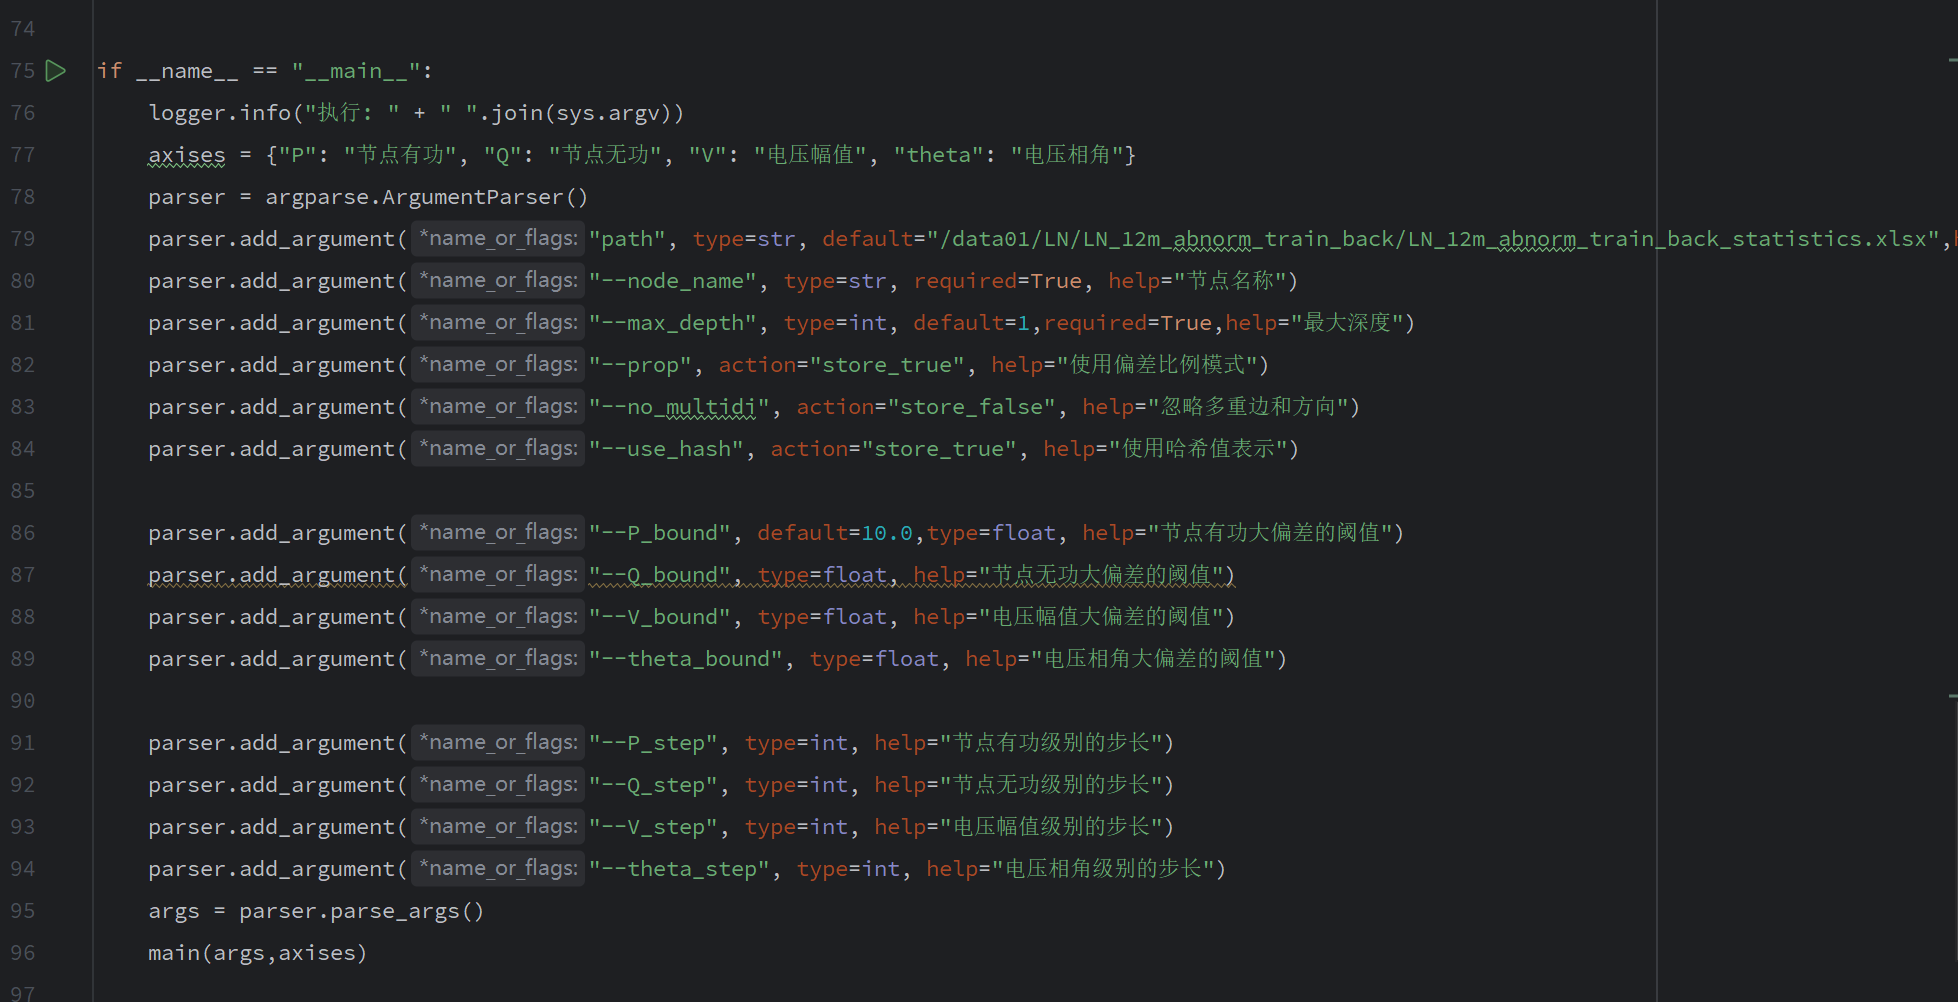 74
75 if __name__ == "__main__":
76 logger.info("执行: " + " ".join(sys.argv))
77 axises = {"P": "节点有功", "Q": "节点无功", "V": "电压幅值", "theta": "电压相角"}
78 parser = argparse.ArgumentParser()
79 parser.add_argument( *name_or_flags: "path", type=str, default="/data01/LN/LN_12m_abnorm_train_back/LN_12m_abnorm_train_back_statistics.xlsx",
80 parser.add_argument( *name_or_flags: "--node_name", type=str, required=True, help="节点名称")
81 parser.add_argument( *name_or_flags: "--max_depth", type=int, default=1,required=True,help="最大深度")
82 parser.add_argument( *name_or_flags: "--prop", action="store_true", help="使用偏差比例模式")
83 parser.add_argument( *name_or_flags: "--no_multidi", action="store_false", help="忽略多重边和方向")
84 parser.add_argument( *name_or_flags: "--use_hash", action="store_true", help="使用哈希值表示")
85
86 parser.add_argument( *name_or_flags: "--P_bound", default=10.0,type=float, help="节点有功大偏差的阈值")
87 parser.add_argument( *name_or_flags: "--Q_bound", type=float, help="节点无功大偏差的阈值")
88 parser.add_argument( *name_or_flags: "--V_bound", type=float, help="电压幅值大偏差的阈值")
89 parser.add_argument( *name_or_flags: "--theta_bound", type=float, help="电压相角大偏差的阈值")
90
91 parser.add_argument( *name_or_flags: "--P_step", type=int, help="节点有功级别的步长")
92 parser.add_argument( *name_or_flags: "--Q_step", type=int, help="节点无功级别的步长")
93 parser.add_argument( *name_or_flags: "--V_step", type=int, help="电压幅值级别的步长")
94 parser.add_argument( *name_or_flags: "--theta_step", type=int, help="电压相角级别的步长")
95 args = parser.parse_args()
96 main(args,axises)
97